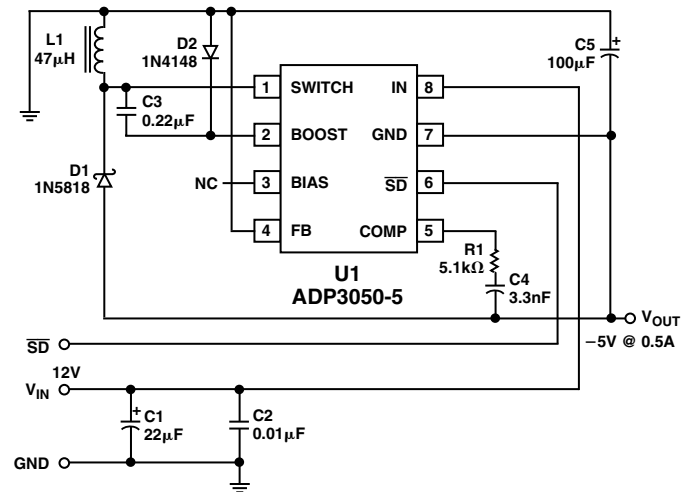 L1
47μH
D2
1N4148
C5
+
100μF
C3
0.22μF
1 SWITCH IN 8
2 BOOST GND 7
NC 3 BIAS S̅D̅ 6
4 FB COMP 5
D1
1N5818
R1
5.1kΩ
C4
3.3nF
U1
ADP3050-5
VOUT
−5V @ 0.5A
S̅D̅
12V
VIN
+ C1
22μF
C2
0.01μF
GND